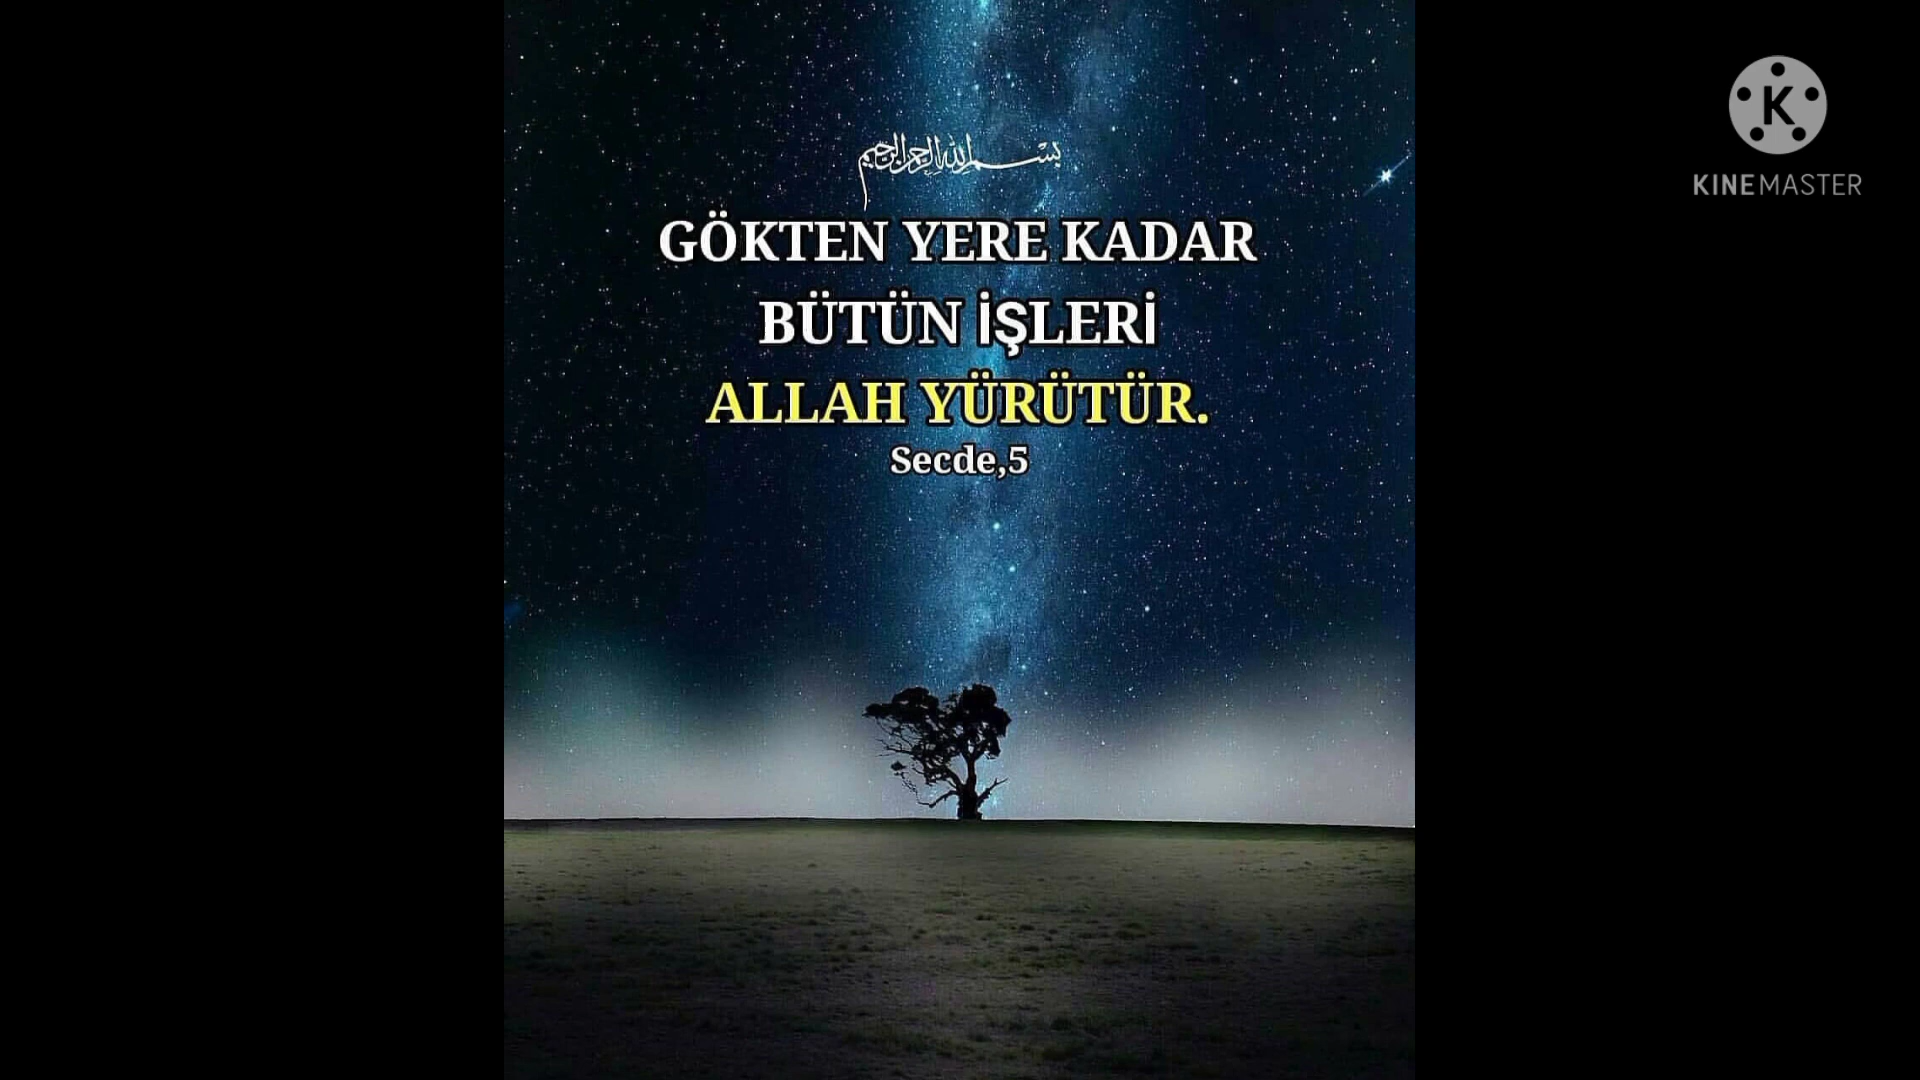 بسم الله الرحمن الرحيم
GÖKTEN YERE KADAR
BÜTÜN İŞLERİ
ALLAH YÜRÜTÜR.
Secde,5
K
KINEMASTER